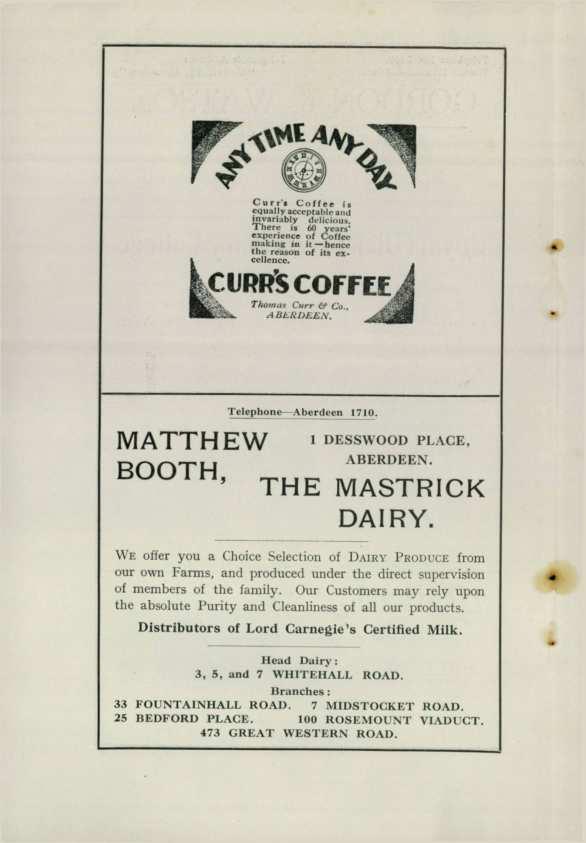 ANY TIME ANY DAY
Curr's Coffee is
equally acceptable and
invariably delicious.
There is 60 years'
experience of Coffee
making in it—hence
the reason of its ex-
cellence.
CURR'S COFFEE
Thomas Curr & Co.,
ABERDEEN.
Telephone—Aberdeen 1710.
MATTHEW
BOOTH,
1 DESSWOOD PLACE,
ABERDEEN.
THE MASTRICK
DAIRY.
WE offer you a Choice Selection of DAIRY PRODUCE from
our own Farms, and produced under the direct supervision
of members of the family. Our Customers may rely upon
the absolute Purity and Cleanliness of all our products.
Distributors of Lord Carnegie's Certified Milk.
Head Dairy:
3, 5, and 7 WHITEHALL ROAD.
Branches:
33 FOUNTAINHALL ROAD. 7 MIDSTOCKET ROAD.
25 BEDFORD PLACE. 100 ROSEMOUNT VIADUCT.
473 GREAT WESTERN ROAD.